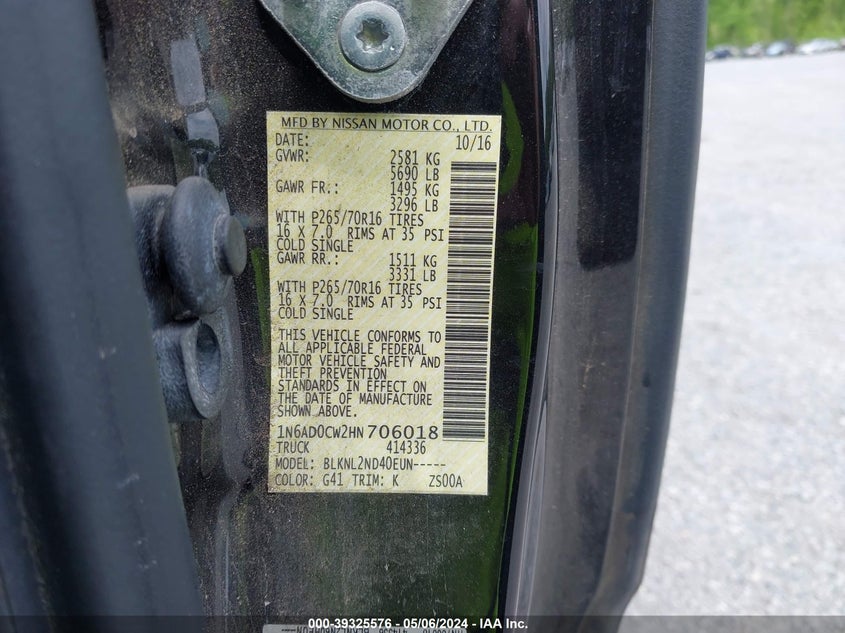 MFD BY NISSAN MOTOR CO., LTD.
DATE: 10/16
GVWR: 2581 KG
5690 LB
GAWR FR.: 1495 KG
3296 LB
WITH P265/70R16 TIRES
16 X 7.0 RIMS AT 35 PSI
COLD SINGLE
GAWR RR.: 1511 KG
3331 LB
WITH P265/70R16 TIRES
16 X 7.0 RIMS AT 35 PSI
COLD SINGLE
THIS VEHICLE CONFORMS TO
ALL APPLICABLE FEDERAL
MOTOR VEHICLE SAFETY AND
THEFT PREVENTION
STANDARDS IN EFFECT ON
THE DATE OF MANUFACTURE
SHOWN ABOVE.
1N6AD0CW2HN706018
TRUCK 414336
MODEL: BLKNL2ND40EUN-----
COLOR: G41 TRIM: K ZS00A
000-39325576 - 05/06/2024 - IAA Inc.